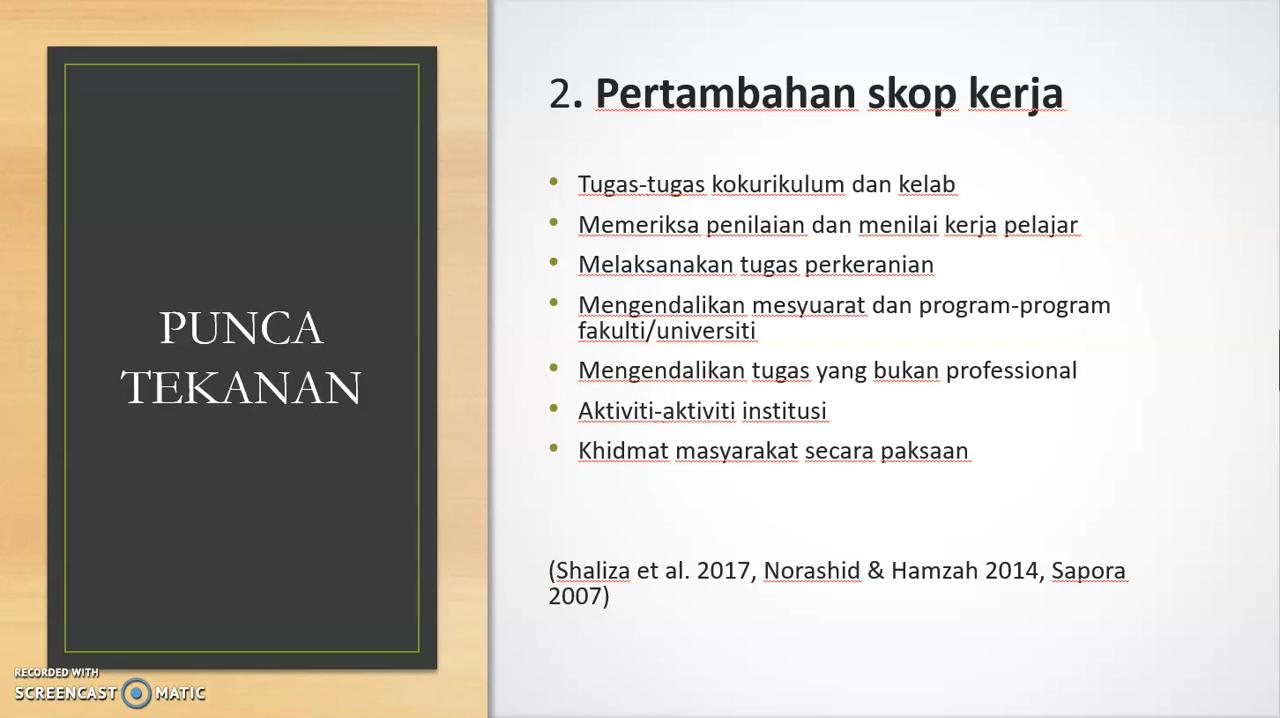 PUNCA
TEKANAN
2. Pertambahan skop kerja
• Tugas-tugas kokurikulum dan kelab
• Memeriksa penilaian dan menilai kerja pelajar
• Melaksanakan tugas perkeranian
• Mengendalikan mesyuarat dan program-program
fakulti/universiti
• Mengendalikan tugas yang bukan professional
• Aktiviti-aktiviti institusi
• Khidmat masyarakat secara paksaan
(Shaliza et al. 2017, Norashid & Hamzah 2014, Sapora
2007)
RECORDED WITH
SCREENCAST MATIC